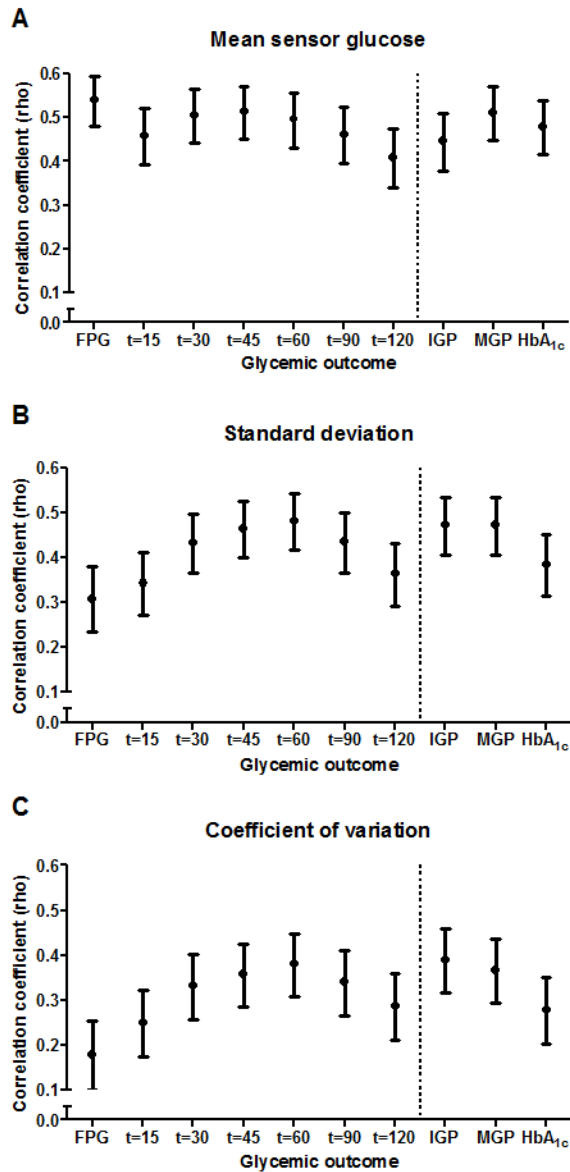 A
Mean sensor glucose
Correlation coefficient (rho)
0.6
0.5
0.4
0.3
0.2
0.1
0.0
FPG t=15 t=30 t=45 t=60 t=90 t=120 IGP MGP HbA1c
Glycemic outcome
B
Standard deviation
Correlation coefficient (rho)
0.6
0.5
0.4
0.3
0.2
0.1
0.0
FPG t=15 t=30 t=45 t=60 t=90 t=120 IGP MGP HbA1c
Glycemic outcome
C
Coefficient of variation
Correlation coefficient (rho)
0.6
0.5
0.4
0.3
0.2
0.1
0.0
FPG t=15 t=30 t=45 t=60 t=90 t=120 IGP MGP HbA1c
Glycemic outcome